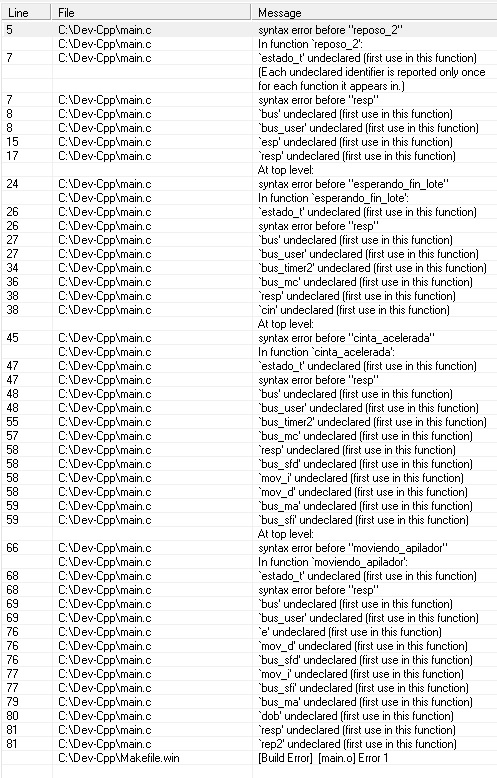 Line File Message
5 C:\Dev-Cpp\main.c syntax error before "reposo_2"
In function `reposo_2':
7 C:\Dev-Cpp\main.c `estado_t' undeclared (first use in this function)
(Each undeclared identifier is reported only once
for each function it appears in.)
7 C:\Dev-Cpp\main.c syntax error before "resp"
8 C:\Dev-Cpp\main.c `bus' undeclared (first use in this function)
8 C:\Dev-Cpp\main.c `bus_user' undeclared (first use in this function)
15 C:\Dev-Cpp\main.c `esp' undeclared (first use in this function)
17 C:\Dev-Cpp\main.c `resp' undeclared (first use in this function)
At top level:
24 C:\Dev-Cpp\main.c syntax error before "esperando_fin_lote"
In function `esperando_fin_lote':
26 C:\Dev-Cpp\main.c `estado_t' undeclared (first use in this function)
26 C:\Dev-Cpp\main.c syntax error before "resp"
27 C:\Dev-Cpp\main.c `bus' undeclared (first use in this function)
27 C:\Dev-Cpp\main.c `bus_user' undeclared (first use in this function)
34 C:\Dev-Cpp\main.c `bus_timer2' undeclared (first use in this function)
36 C:\Dev-Cpp\main.c `bus_mc' undeclared (first use in this function)
38 C:\Dev-Cpp\main.c `resp' undeclared (first use in this function)
38 C:\Dev-Cpp\main.c `cin' undeclared (first use in this function)
At top level:
45 C:\Dev-Cpp\main.c syntax error before "cinta_acelerada"
In function `cinta_acelerada':
47 C:\Dev-Cpp\main.c `estado_t' undeclared (first use in this function)
47 C:\Dev-Cpp\main.c syntax error before "resp"
48 C:\Dev-Cpp\main.c `bus' undeclared (first use in this function)
48 C:\Dev-Cpp\main.c `bus_user' undeclared (first use in this function)
55 C:\Dev-Cpp\main.c `bus_timer2' undeclared (first use in this function)
57 C:\Dev-Cpp\main.c `bus_mc' undeclared (first use in this function)
58 C:\Dev-Cpp\main.c `resp' undeclared (first use in this function)
58 C:\Dev-Cpp\main.c `bus_sfd' undeclared (first use in this function)
58 C:\Dev-Cpp\main.c `mov_i' undeclared (first use in this function)
58 C:\Dev-Cpp\main.c `mov_d' undeclared (first use in this function)
59 C:\Dev-Cpp\main.c `bus_ma' undeclared (first use in this function)
59 C:\Dev-Cpp\main.c `bus_sfi' undeclared (first use in this function)
At top level:
66 C:\Dev-Cpp\main.c syntax error before "moviendo_apilador"
In function `moviendo_apilador':
68 C:\Dev-Cpp\main.c `estado_t' undeclared (first use in this function)
68 C:\Dev-Cpp\main.c syntax error before "resp"
69 C:\Dev-Cpp\main.c `bus' undeclared (first use in this function)
69 C:\Dev-Cpp\main.c `bus_user' undeclared (first use in this function)
76 C:\Dev-Cpp\main.c `e' undeclared (first use in this function)
76 C:\Dev-Cpp\main.c `mov_d' undeclared (first use in this function)
76 C:\Dev-Cpp\main.c `bus_sfd' undeclared (first use in this function)
77 C:\Dev-Cpp\main.c `mov_i' undeclared (first use in this function)
77 C:\Dev-Cpp\main.c `bus_sfi' undeclared (first use in this function)
79 C:\Dev-Cpp\main.c `bus_ma' undeclared (first use in this function)
80 C:\Dev-Cpp\main.c `dob' undeclared (first use in this function)
81 C:\Dev-Cpp\main.c `resp' undeclared (first use in this function)
81 C:\Dev-Cpp\main.c `rep2' undeclared (first use in this function)
C:\Dev-Cpp\Makefile.win [Build Error] [main.o] Error 1